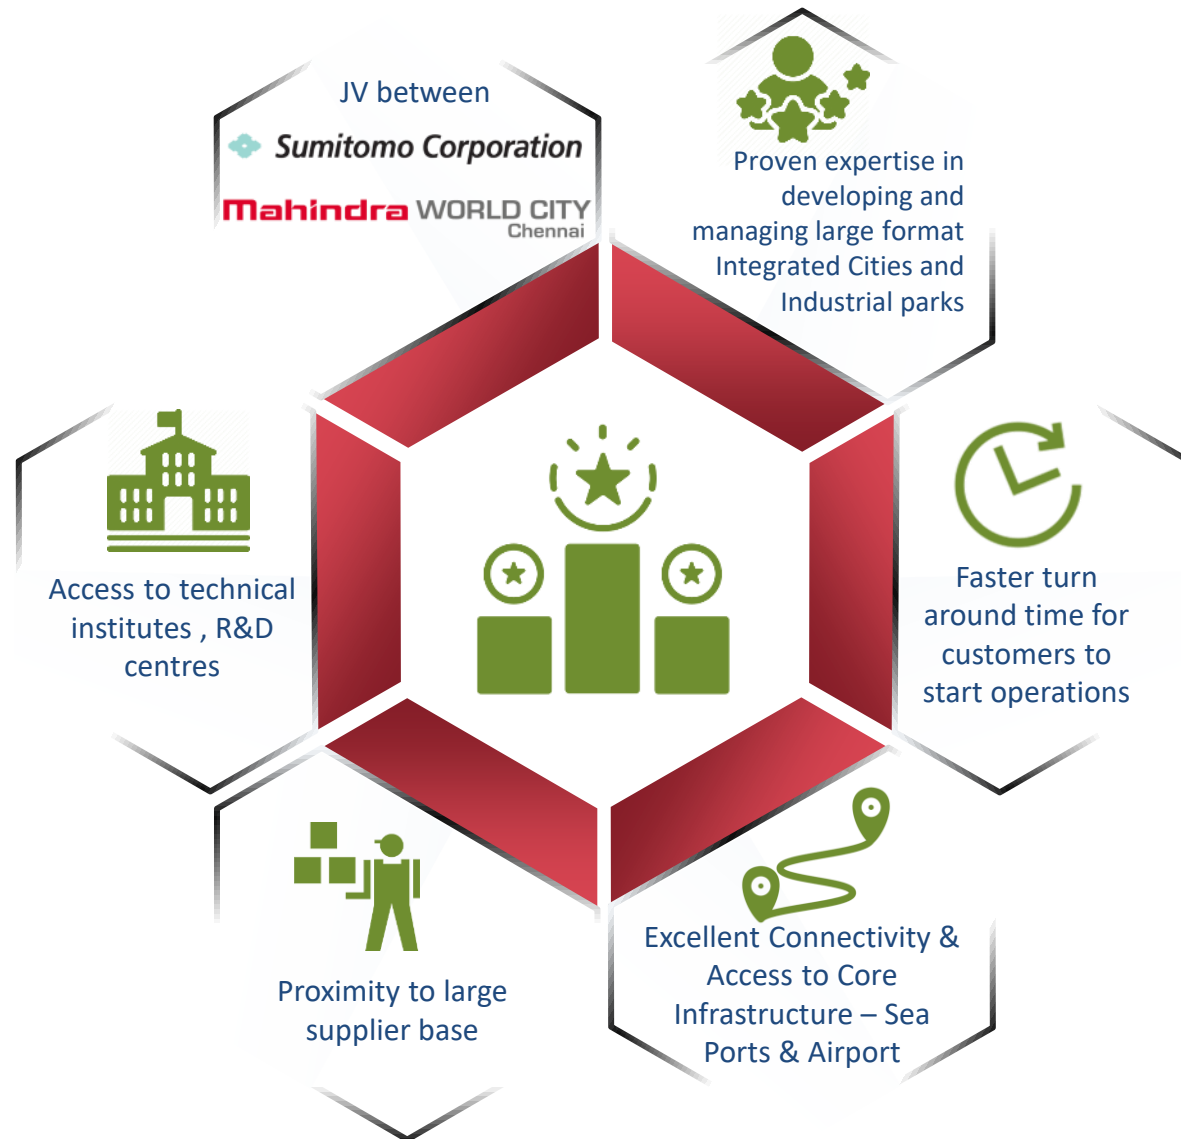 JV between
Sumitomo Corporation
Mahindra WORLD CITY
Chennai
Proven expertise in
developing and
managing large format
Integrated Cities and
Industrial parks
Access to technical
institutes , R&D
centres
Faster turn
around time for
customers to
start operations
Proximity to large
supplier base
Excellent Connectivity &
Access to Core
Infrastructure – Sea
Ports & Airport